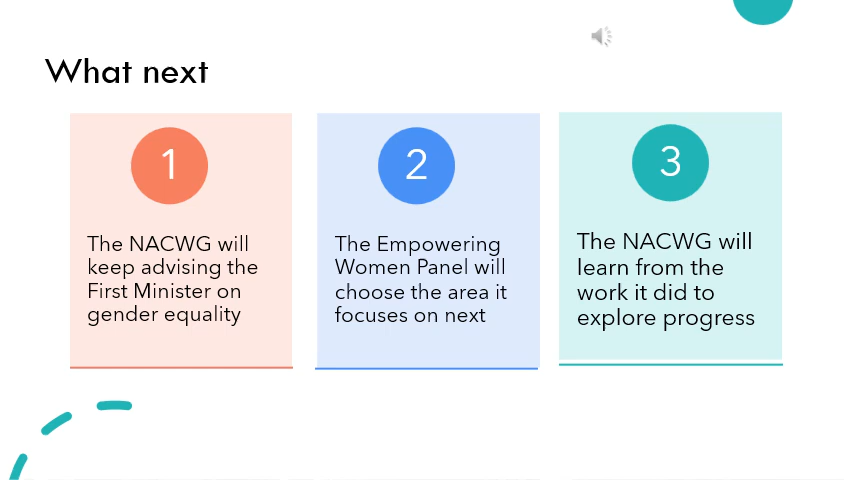 What next
1
The NACWG will
keep advising the
First Minister on
gender equality
2
The Empowering
Women Panel will
choose the area it
focuses on next
3
The NACWG will
learn from the
work it did to
explore progress